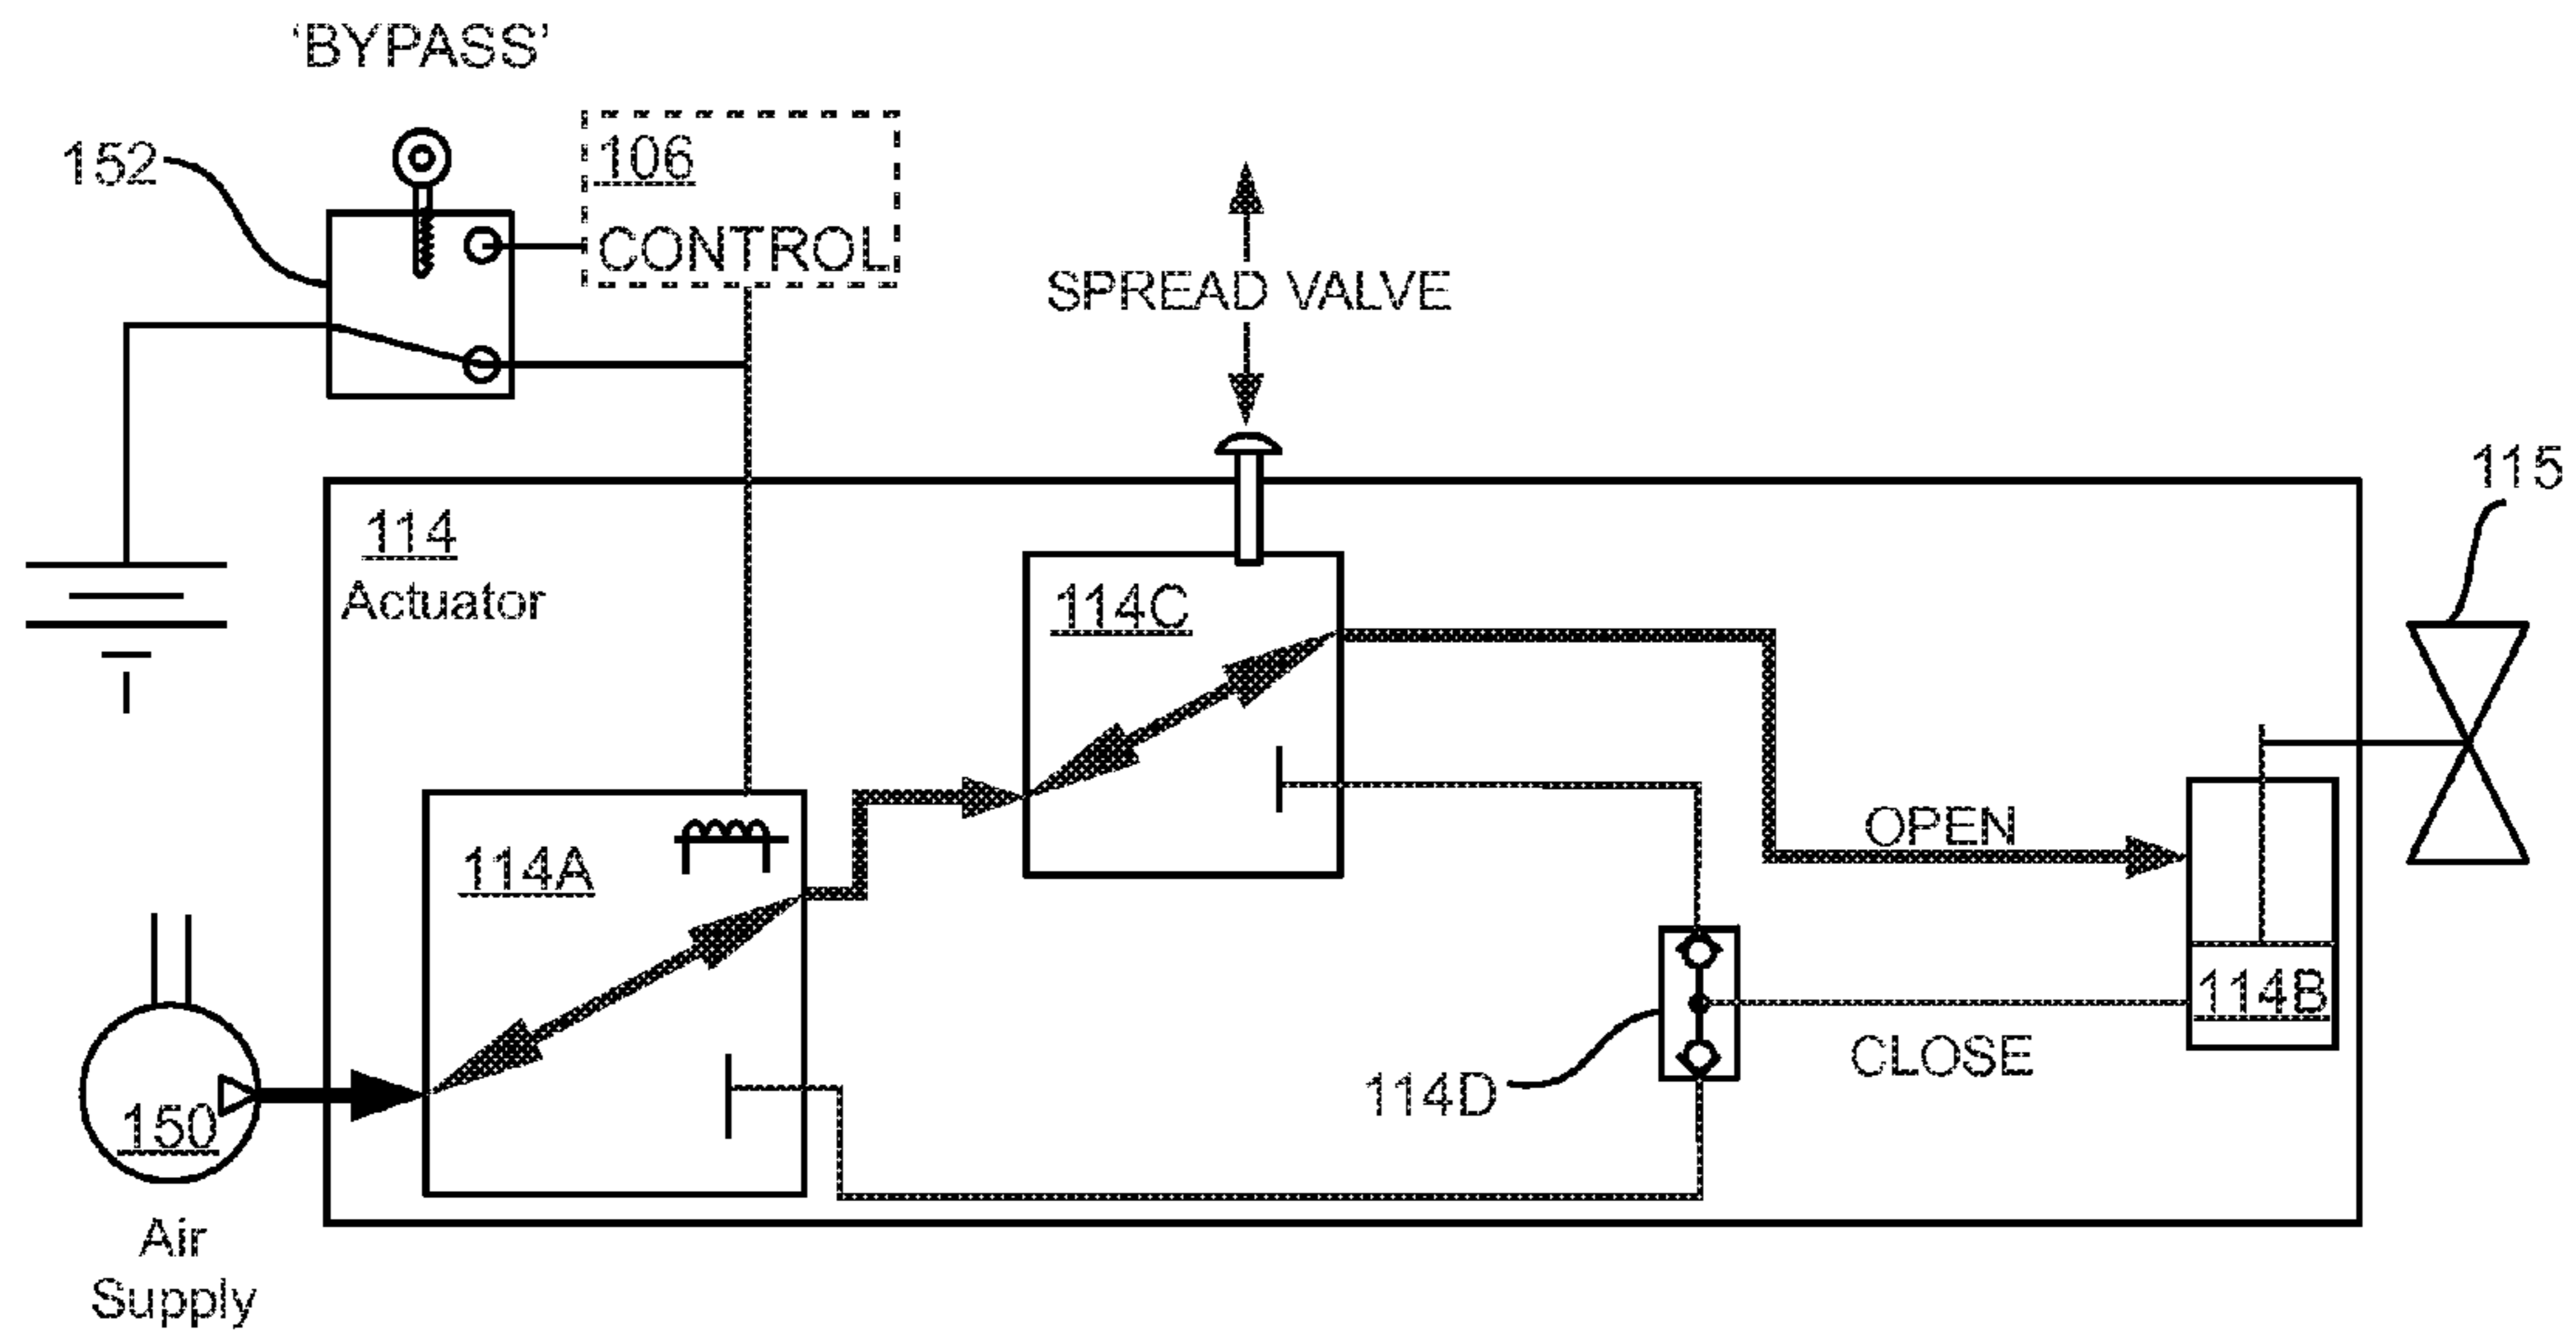 'BYPASS'
152
106
CONTROL
SPREAD VALVE
115
114
Actuator
114C
114A
OPEN
114B
114D
CLOSE
150
Air
Supply